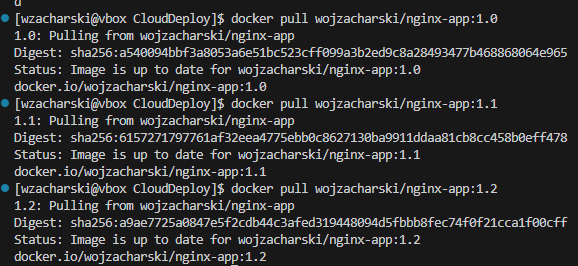 d
[wzacharski@vbox CloudDeploy]$ docker pull wojzacharski/nginx-app:1.0
1.0: Pulling from wojzacharski/nginx-app
Digest: sha256:a540094bbf3a8053a6e51bc523cff099a3b2ed9c8a28493477b468868064e965
Status: Image is up to date for wojzacharski/nginx-app:1.0
docker.io/wojzacharski/nginx-app:1.0
[wzacharski@vbox CloudDeploy]$ docker pull wojzacharski/nginx-app:1.1
1.1: Pulling from wojzacharski/nginx-app
Digest: sha256:6157271797761af32eea4775ebb0c8627130ba9911ddaa81cb8cc458b0eff478
Status: Image is up to date for wojzacharski/nginx-app:1.1
docker.io/wojzacharski/nginx-app:1.1
[wzacharski@vbox CloudDeploy]$ docker pull wojzacharski/nginx-app:1.2
1.2: Pulling from wojzacharski/nginx-app
Digest: sha256:a9ae7725a0847e5f2cdb44c3afed319448094d5fbbb8fec74f0f21cca1f00cff
Status: Image is up to date for wojzacharski/nginx-app:1.2
docker.io/wojzacharski/nginx-app:1.2